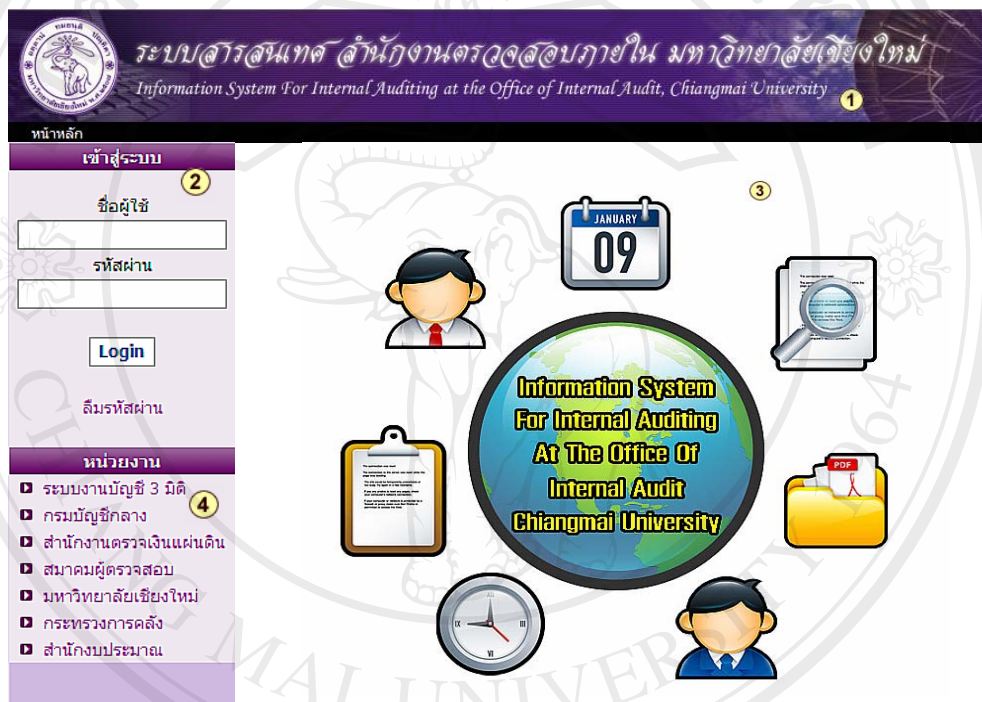 ระบบสารสนเทศ สำนักงานตรวจสอบภายใน มหาวิทยาลัยเชียงใหม่
Information System For Internal Auditing at the Office of Internal Audit, Chiangmai University
1
หน้าหลัก
เข้าสู่ระบบ
2
ชื่อผู้ใช้
รหัสผ่าน
Login
ลืมรหัสผ่าน
หน่วยงาน
ระบบงานบัญชี 3 มิติ
4
กรมบัญชีกลาง
สำนักงานตรวจเงินแผ่นดิน
สมาคมผู้ตรวจสอบ
มหาวิทยาลัยเชียงใหม่
กระทรวงการคลัง
สำนักงบประมาณ
3
JANUARY
09
Information System
For Internal Auditing
At The Office Of
Internal Audit
Chiangmai University
PDF